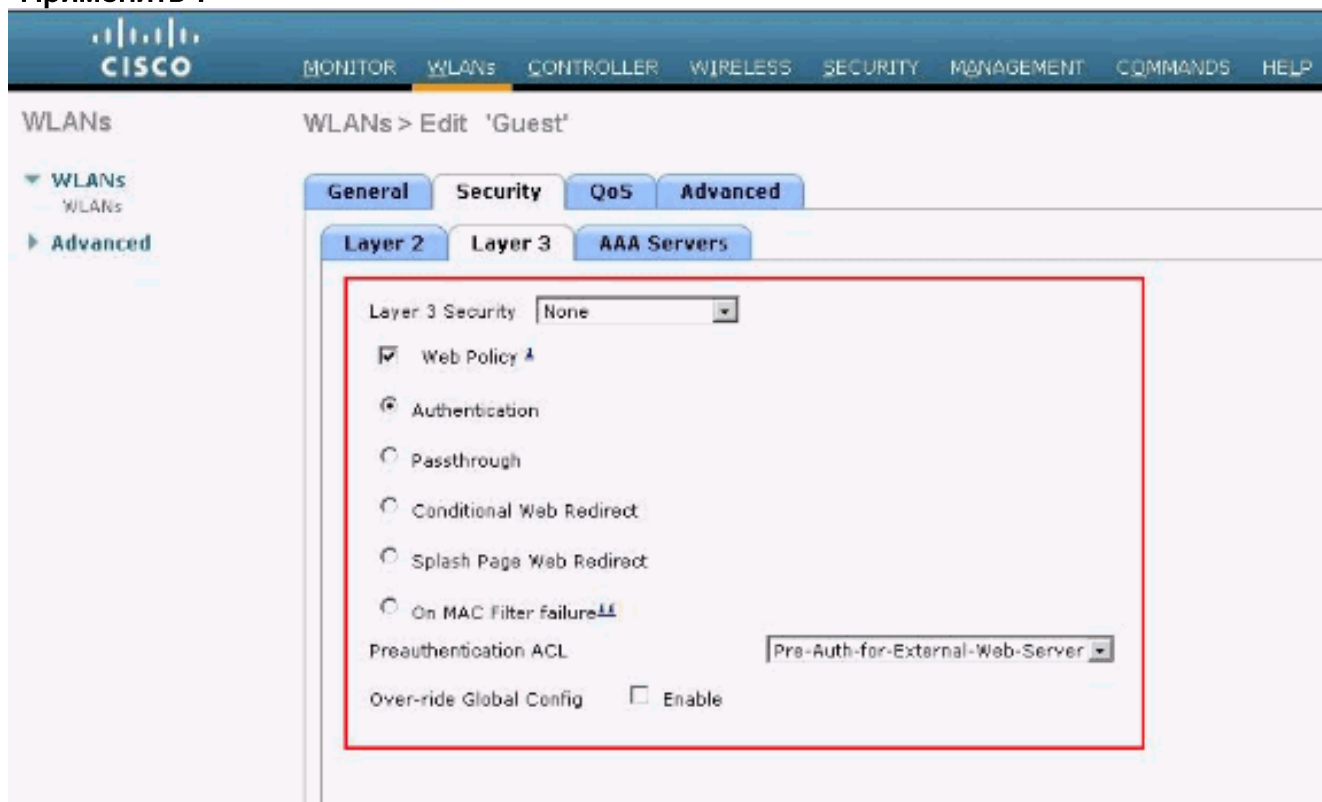 CISCO
MONITOR WLANs CONTROLLER WIRELESS SECURITY MANAGEMENT COMMANDS HELP
WLANs
WLANs > Edit 'Guest'
WLANs
WLANs
Advanced
General Security QoS Advanced
Layer 2 Layer 3 AAA Servers
Layer 3 Security None
Web Policy 1
Authentication
Passthrough
Conditional Web Redirect
Splash Page Web Redirect
On MAC Filter failure11
Preauthentication ACL Pre-Auth-for-External-Web-Server
Over-ride Global Config Enable